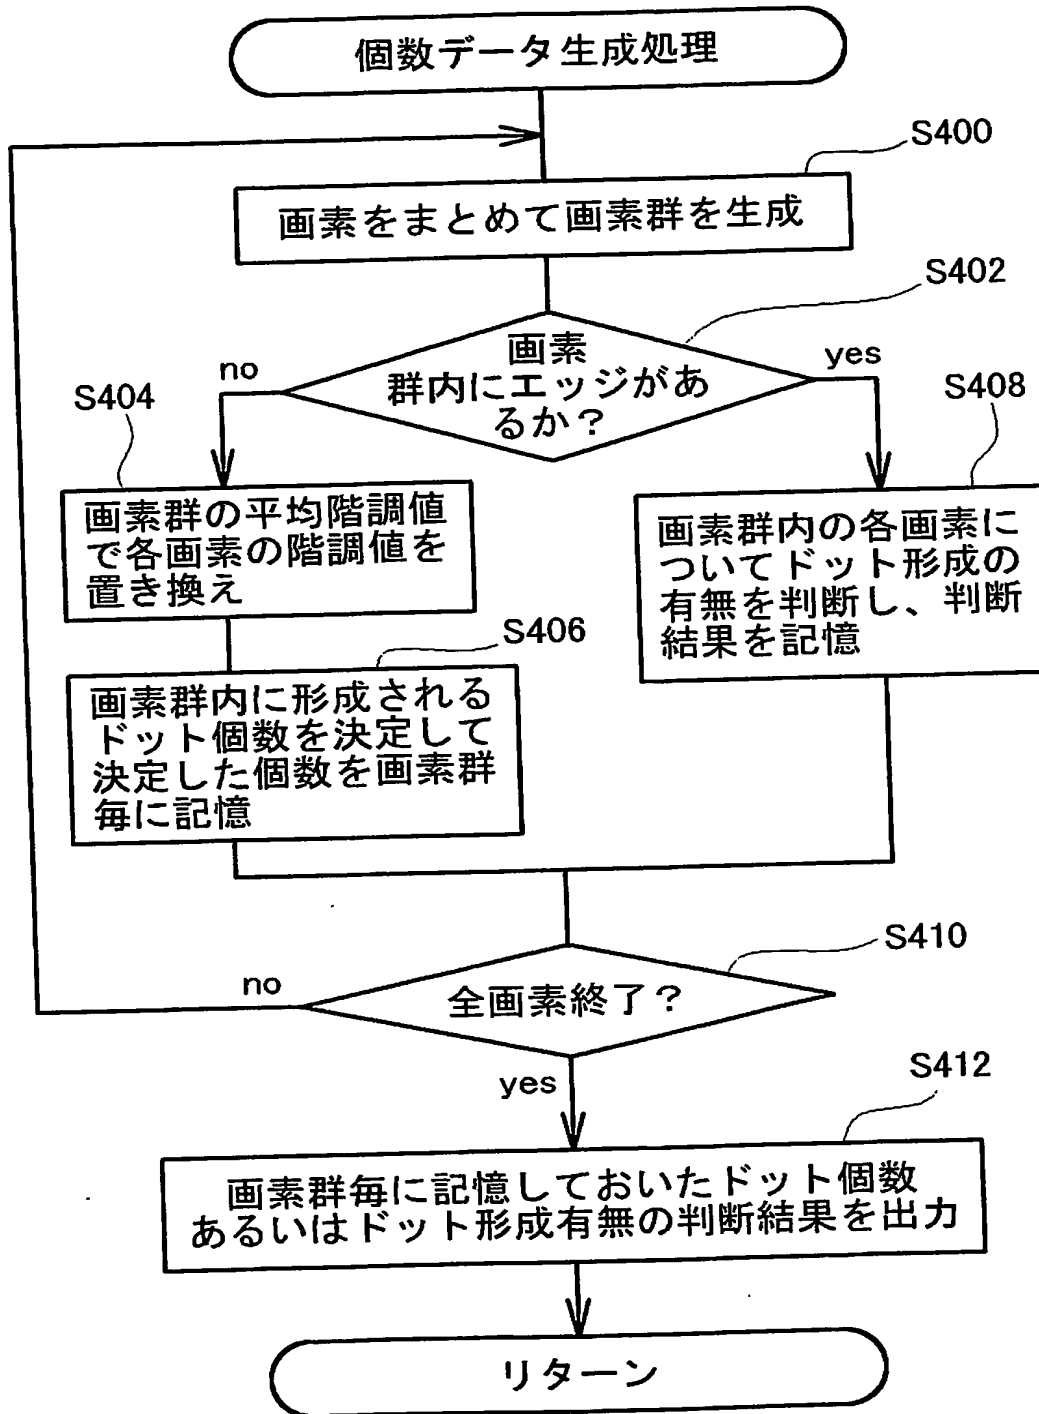 個数データ生成処理
S400
画素をまとめて画素群を生成
S402
画素
群内にエッジがあ
るか？
no
yes
S404
S408
画素群の平均階調値
で各画素の階調値を
置き換え
画素群内の各画素に
ついてドット形成の
有無を判断し、判断
結果を記憶
S406
画素群内に形成される
ドット個数を決定して
決定した個数を画素群
毎に記憶
S410
no
全画素終了？
yes
S412
画素群毎に記憶しておいたドット個数
あるいはドット形成有無の判断結果を出力
リターン